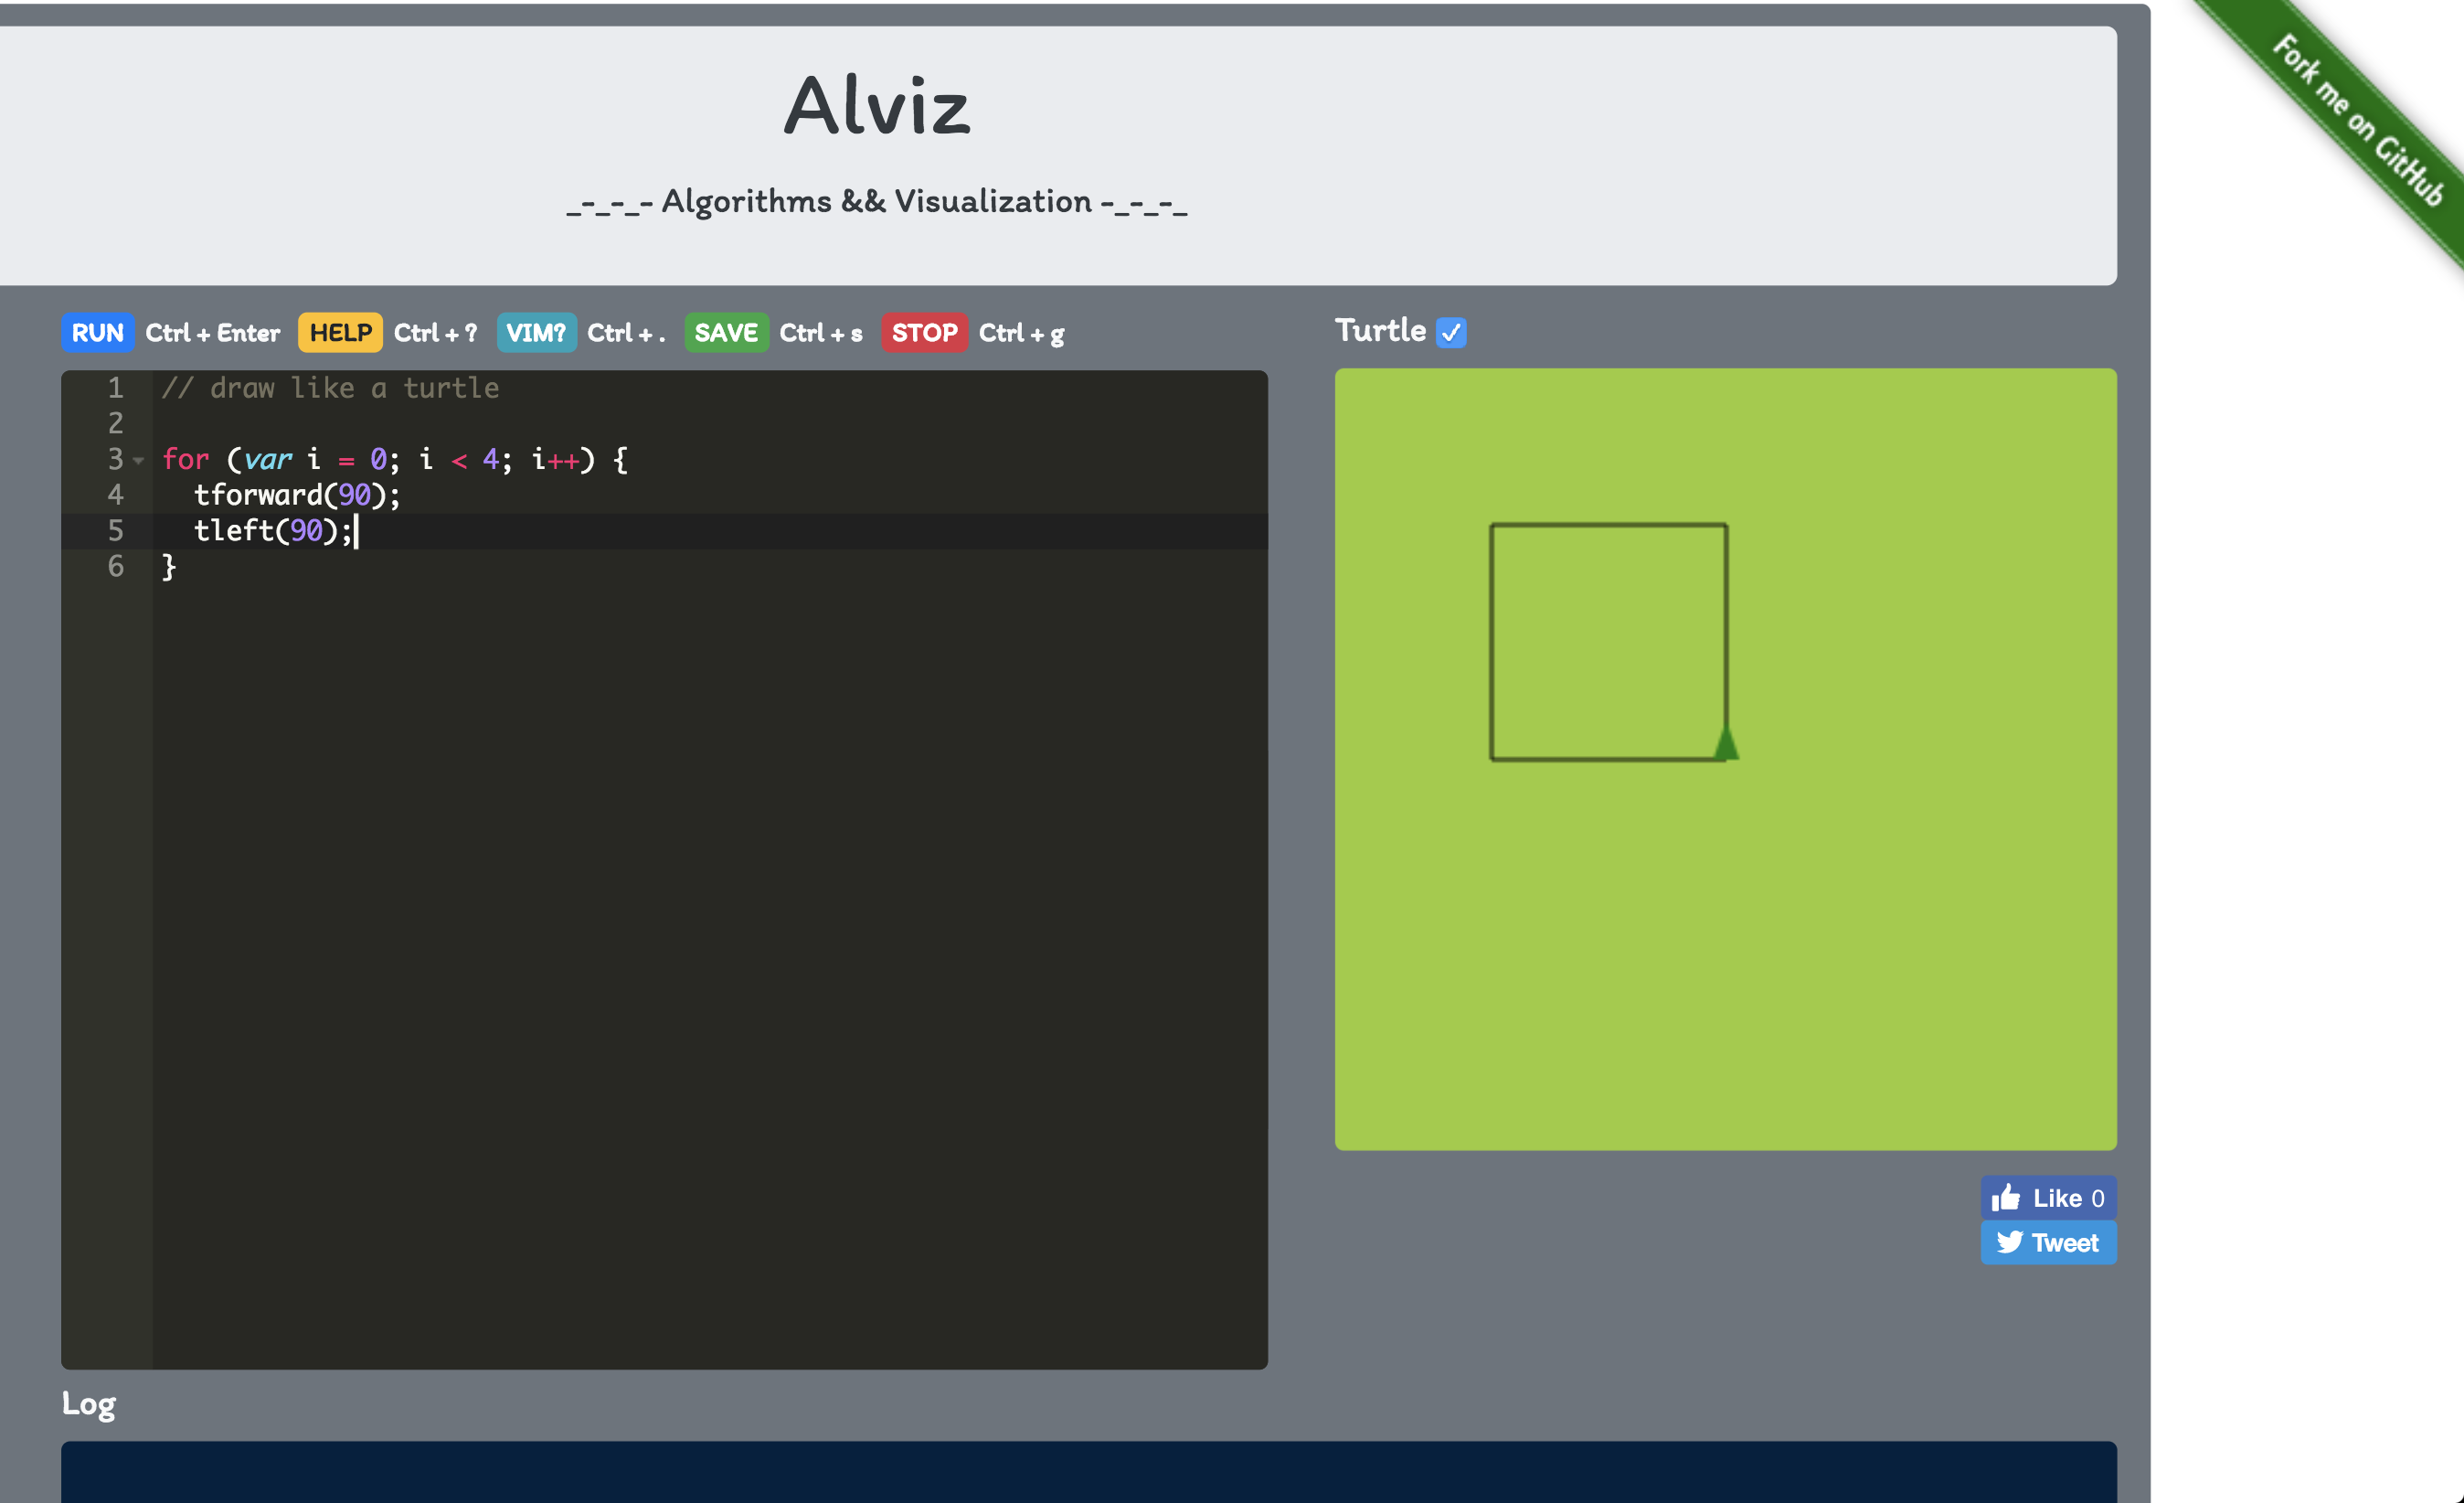 Fork me on GitHub
Alviz
_-_-_- Algorithms && Visualization -_-_-_
RUN Ctrl + Enter HELP Ctrl + ? VIM? Ctrl + . SAVE Ctrl + s STOP Ctrl + g
Turtle
1 // draw like a turtle
2
3 for (var i = 0; i < 4; i++) {
4   tforward(90);
5   tleft(90);
6 }
Like 0
Tweet
Log